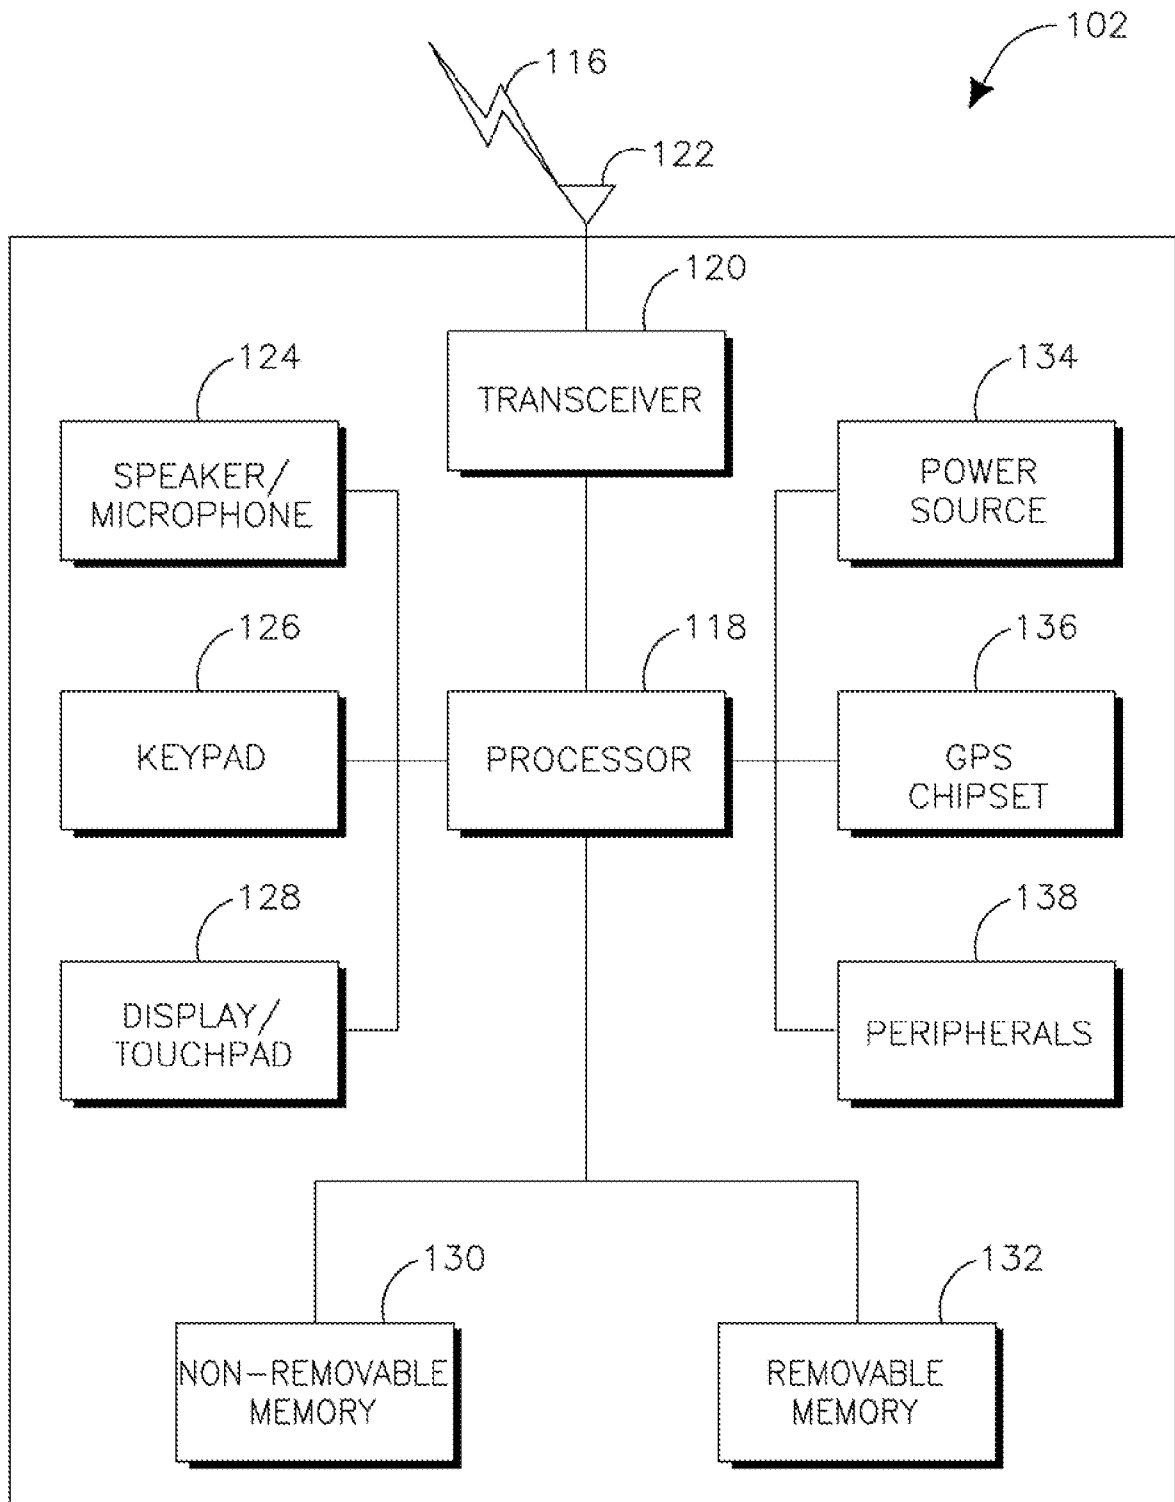 102
116
122
120
TRANSCEIVER
124
SPEAKER/
MICROPHONE
134
POWER
SOURCE
126
KEYPAD
118
PROCESSOR
136
GPS
CHIPSET
128
DISPLAY/
TOUCHPAD
138
PERIPHERALS
130
NON-REMOVABLE
MEMORY
132
REMOVABLE
MEMORY